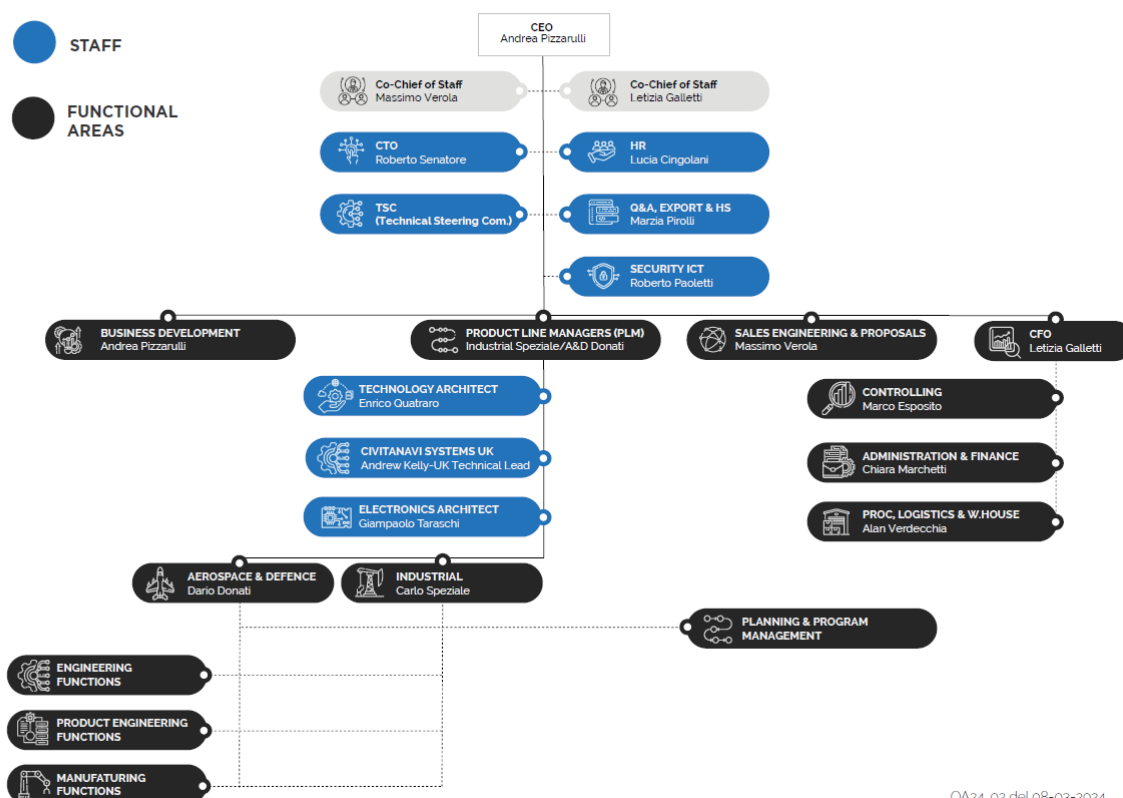 STAFF
FUNCTIONAL
AREAS
CEO
Andrea Pizzarulli
Co-Chief of Staff
Massimo Verola
Co-Chief of Staff
Letizia Galletti
CTO
Roberto Senatore
HR
Lucia Cingolani
TSC
(Technical Steering Com.)
Q&A, EXPORT & HS
Marzia Pirolli
SECURITY ICT
Roberto Paoletti
BUSINESS DEVELOPMENT
Andrea Pizzarulli
PRODUCT LINE MANAGERS (PLM)
Industrial Speziale/A&D Donati
SALES ENGINEERING & PROPOSALS
Massimo Verola
CFO
Letizia Galletti
TECHNOLOGY ARCHITECT
Enrico Quatraro
CONTROLLING
Marco Esposito
CIVITANAVI SYSTEMS UK
Andrew Kelly-UK Technical Lead
ADMINISTRATION & FINANCE
Chiara Marchetti
ELECTRONICS ARCHITECT
Giampaolo Taraschi
PROC, LOGISTICS & W.HOUSE
Alan Verdecchia
AEROSPACE & DEFENCE
Dario Donati
INDUSTRIAL
Carlo Speziale
PLANNING & PROGRAM
MANAGEMENT
ENGINEERING
FUNCTIONS
PRODUCT ENGINEERING
FUNCTIONS
MANUFATURING
FUNCTIONS